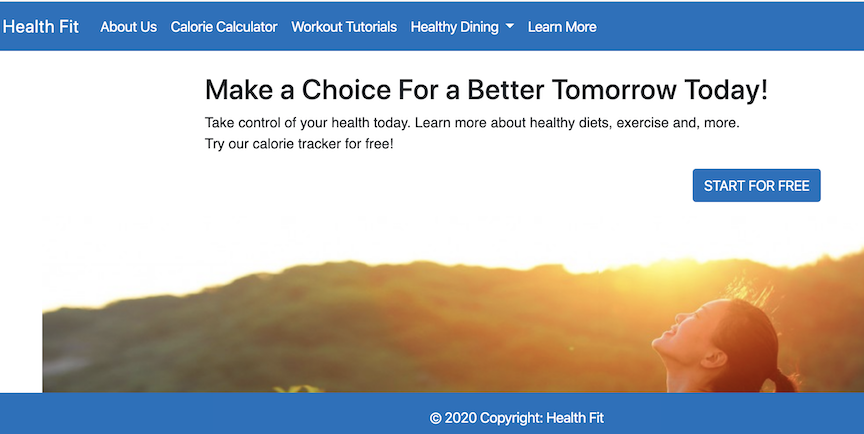 Health Fit About Us Calorie Calculator Workout Tutorials Healthy Dining Learn More
Make a Choice For a Better Tomorrow Today!
Take control of your health today. Learn more about healthy diets, exercise and, more.
Try our calorie tracker for free!
START FOR FREE
© 2020 Copyright: Health Fit